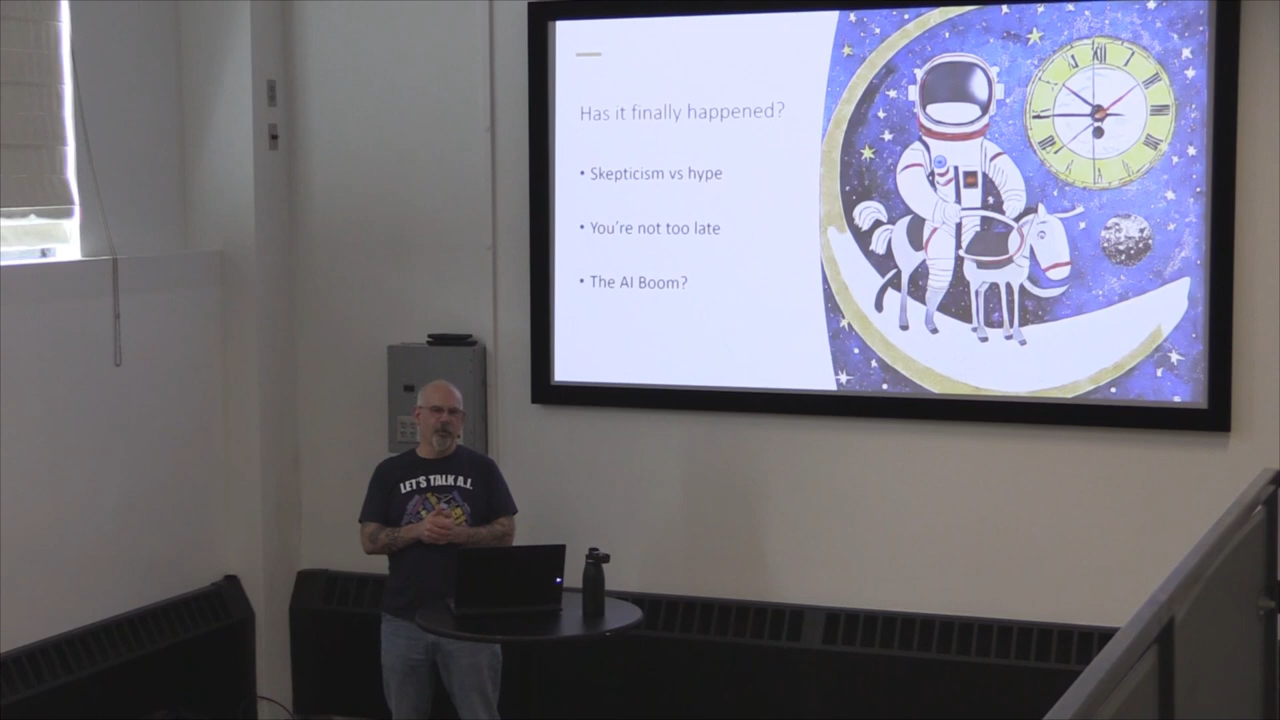 Has it finally happened?
• Skepticism vs hype
• You're not too late
• The AI Boom?
LET'S TALK A.I.